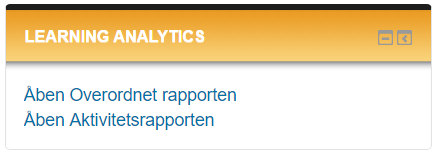 LEARNING ANALYTICS
Åben Overordnet rapporten
Åben Aktivitetsrapporten